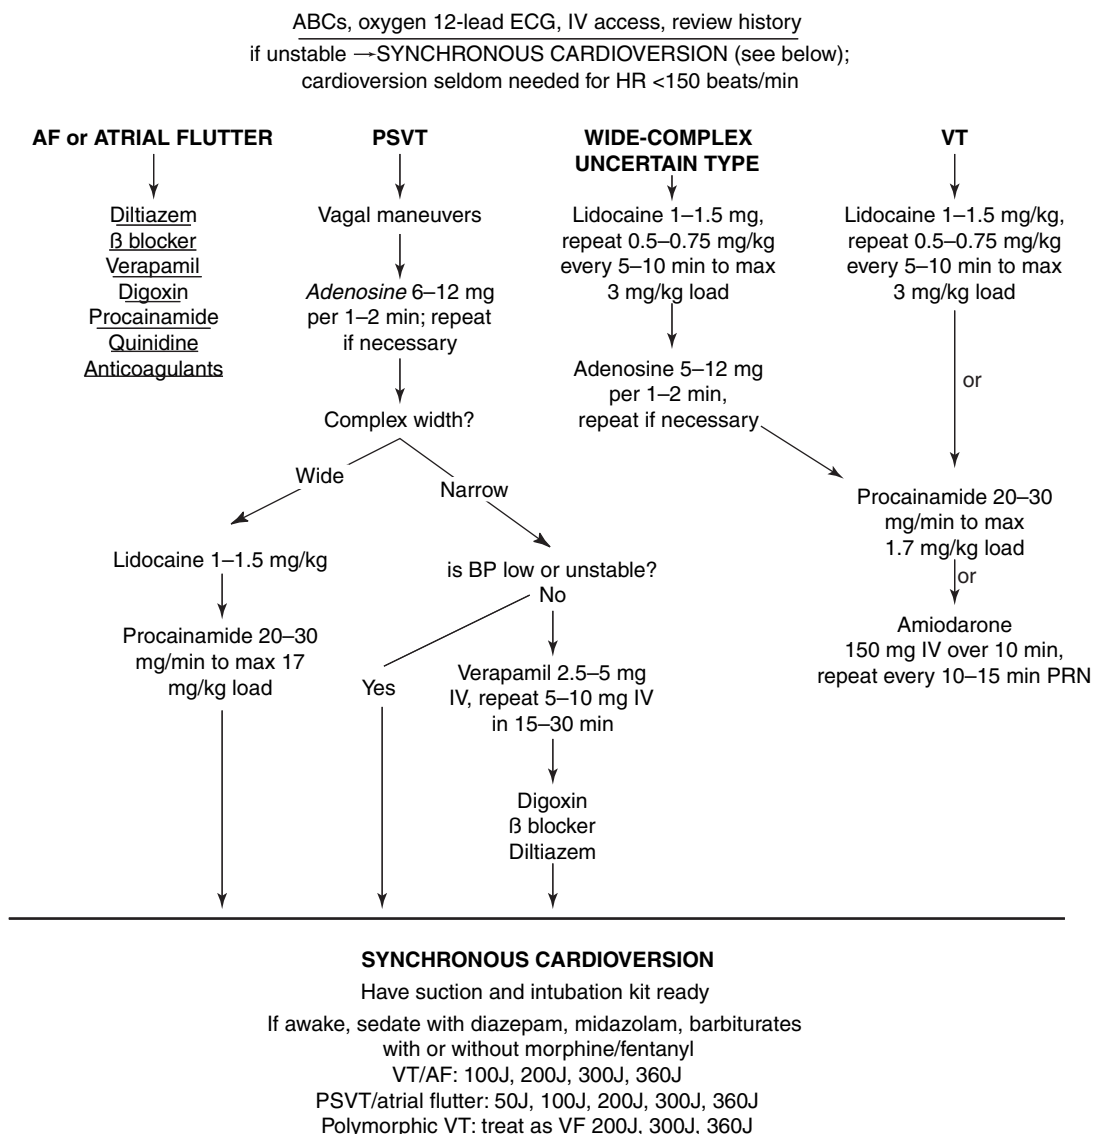 ABCs, oxygen 12-lead ECG, IV access, review history
if unstable →SYNCHRONOUS CARDIOVERSION (see below);
cardioversion seldom needed for HR <150 beats/min
AF or ATRIAL FLUTTER
Diltiazem
ß blocker
Verapamil
Digoxin
Procainamide
Quinidine
Anticoagulants
PSVT
Vagal maneuvers
Adenosine 6–12 mg
per 1–2 min; repeat
if necessary
Complex width?
Wide
Lidocaine 1–1.5 mg/kg
Procainamide 20–30
mg/min to max 17
mg/kg load
Narrow
is BP low or unstable?
Yes
No
Verapamil 2.5–5 mg
IV, repeat 5–10 mg IV
in 15–30 min
Digoxin
ß blocker
Diltiazem
WIDE-COMPLEX
UNCERTAIN TYPE
Lidocaine 1–1.5 mg,
repeat 0.5–0.75 mg/kg
every 5–10 min to max
3 mg/kg load
Adenosine 5–12 mg
per 1–2 min,
repeat if necessary
VT
Lidocaine 1–1.5 mg/kg,
repeat 0.5–0.75 mg/kg
every 5–10 min to max
3 mg/kg load
or
Procainamide 20–30
mg/min to max
1.7 mg/kg load
or
Amiodarone
150 mg IV over 10 min,
repeat every 10–15 min PRN
SYNCHRONOUS CARDIOVERSION
Have suction and intubation kit ready
If awake, sedate with diazepam, midazolam, barbiturates
with or without morphine/fentanyl
VT/AF: 100J, 200J, 300J, 360J
PSVT/atrial flutter: 50J, 100J, 200J, 300J, 360J
Polymorphic VT: treat as VF 200J, 300J, 360J